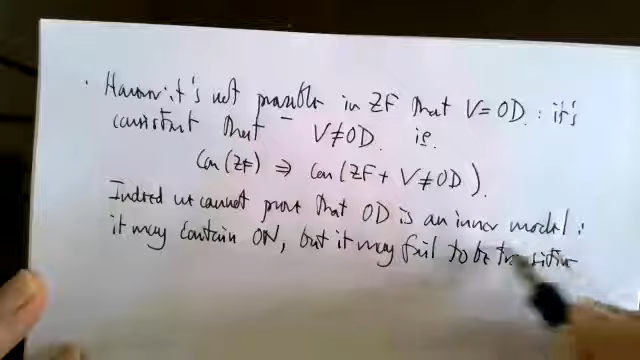 · However: it's not provable in ZF that V = OD : it's
consistent that V ≠ OD. ie.
Con(ZF) ⇒ Con(ZF + V ≠ OD).
Indeed we cannot prove that OD is an inner model:
it may contain ON, but it may fail to be